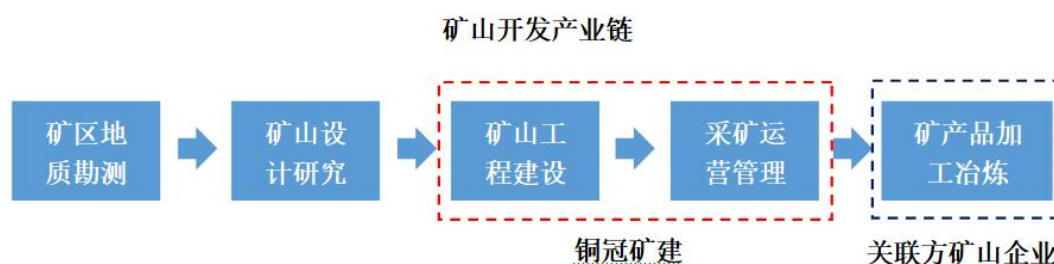 矿山开发产业链
矿区地
质勘测
矿山设
计研究
矿山工
程建设
采矿运
营管理
矿产品加
工冶炼
铜冠矿建
关联方矿山企业